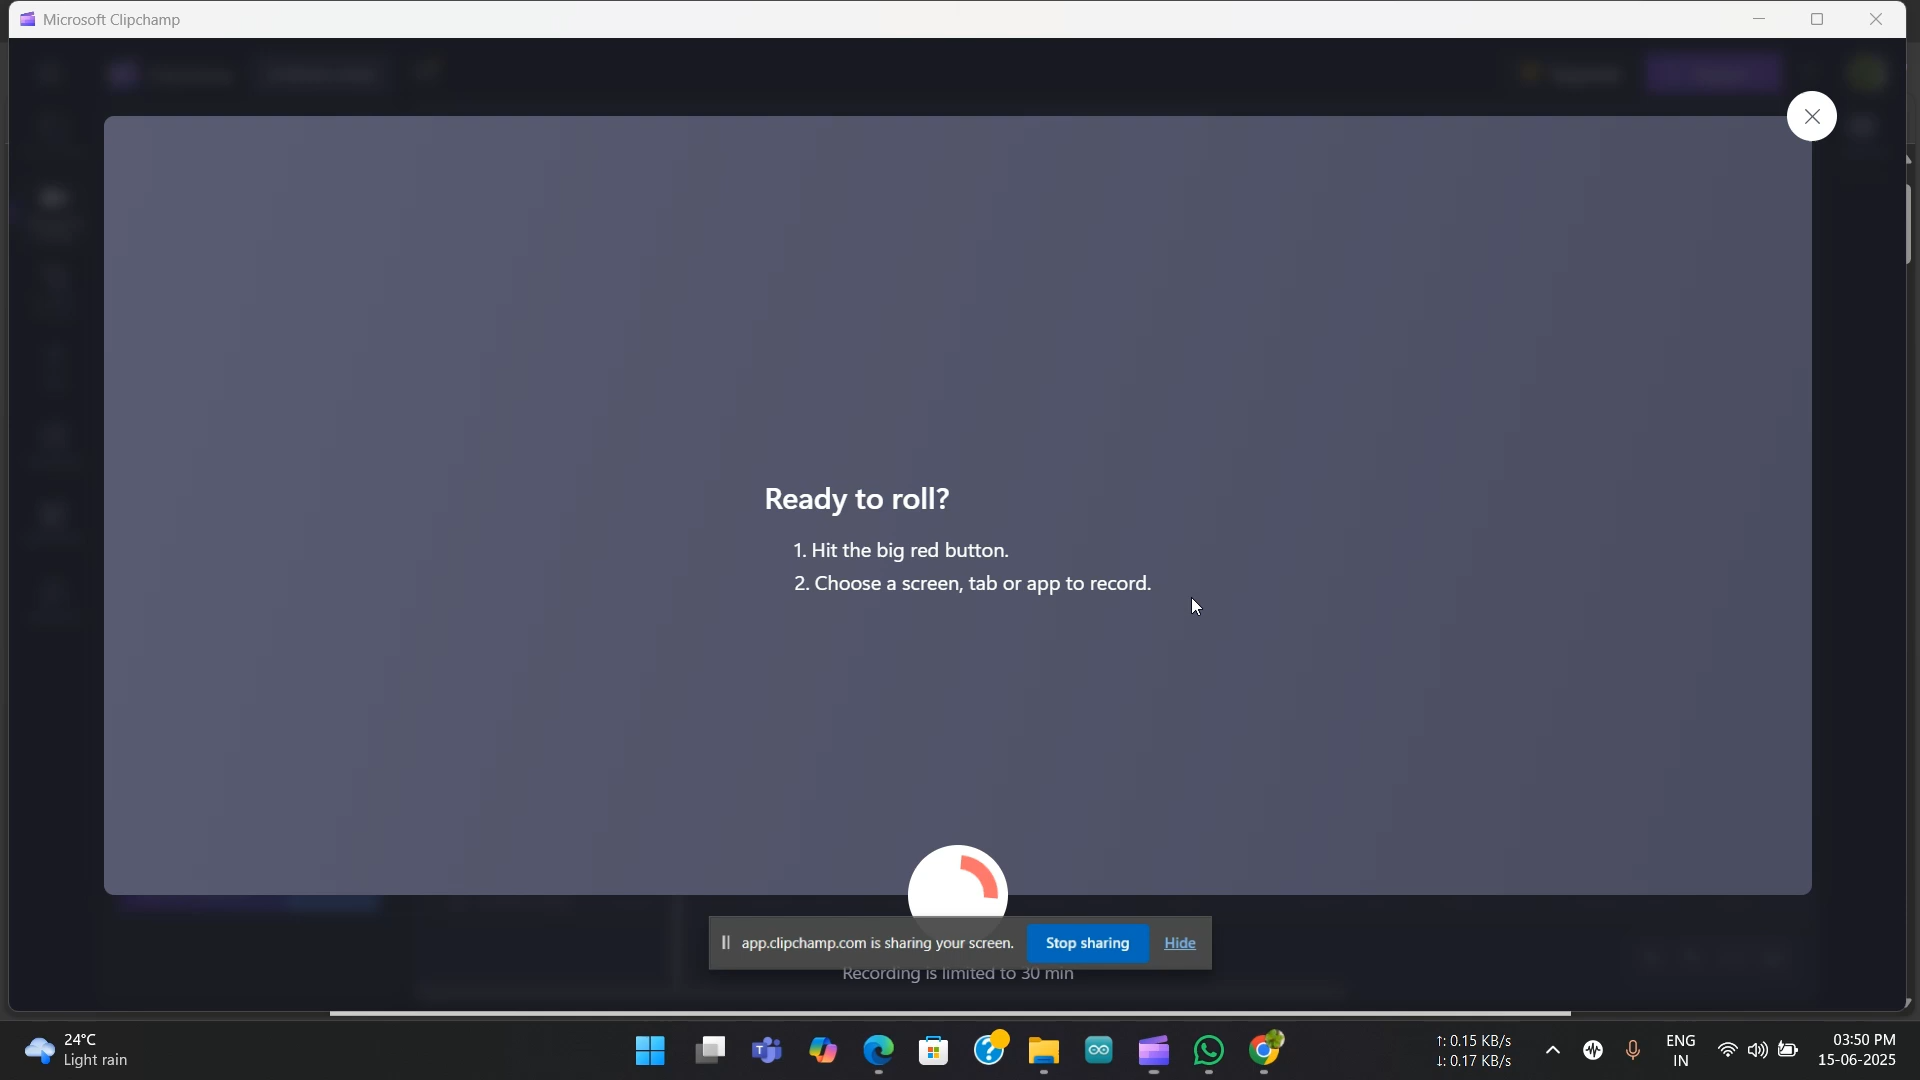 Microsoft Clipchamp
Ready to roll?
1. Hit the big red button.
2. Choose a screen, tab or app to record.
app.clipchamp.com is sharing your screen. Stop sharing Hide
Recording is limited to 30 min
24°C
Light rain
↑: 0.15 KB/s
↓: 0.17 KB/s
ENG
IN
03:50 PM
15-06-2025